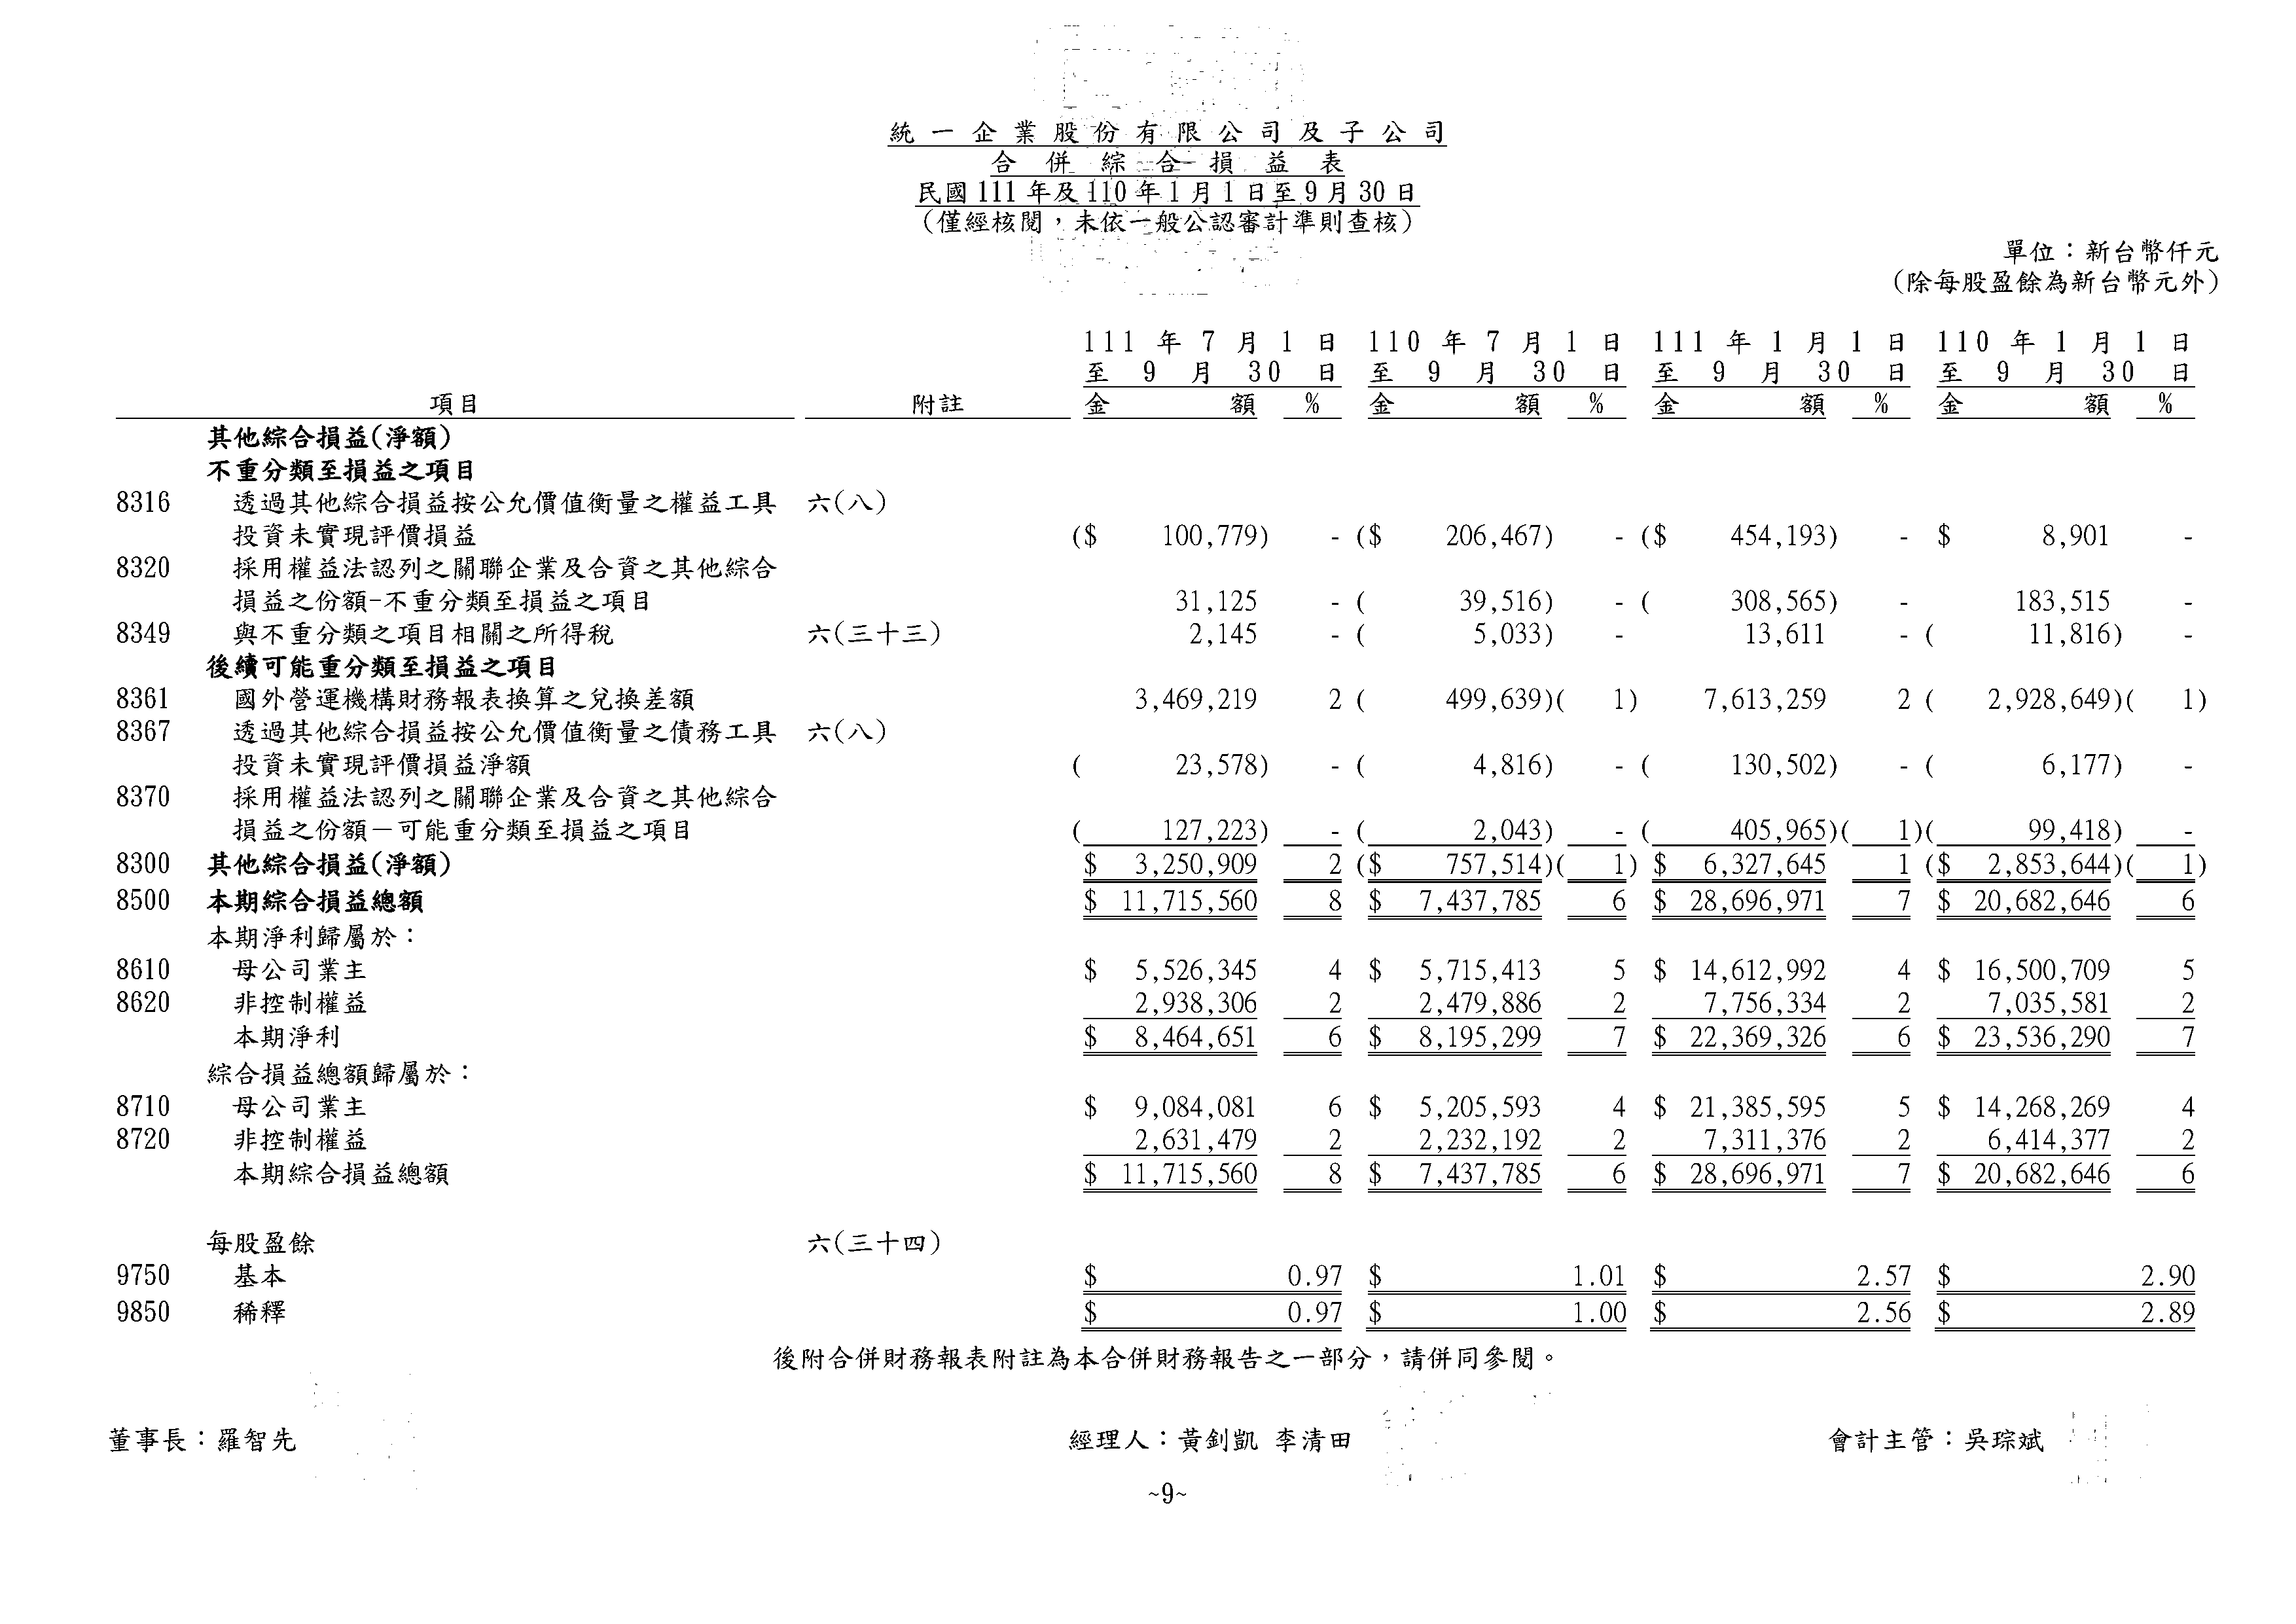 統一企業股份有限公司及子公司
合併綜合損益表
民國111年及110年1月1日至9月30日
(僅經核閱，未依一般公認審計準則查核)
單位：新台幣仟元
(除每股盈餘為新台幣元外)
111 年 7 月 1 日 110 年 7 月 1 日 111 年 1 月 1 日 110 年 1 月 1 日
至 9 月 30 日 至 9 月 30 日 至 9 月 30 日 至 9 月 30 日
項目 附註 金 額 % 金 額 % 金 額 % 金 額 %
其他綜合損益(淨額)
不重分類至損益之項目
8316 透過其他綜合損益按公允價值衡量之權益工具 六(八)
投資未實現評價損益 ($ 100,779) - ($ 206,467) - ($ 454,193) - $ 8,901 -
8320 採用權益法認列之關聯企業及合資之其他綜合
損益之份額-不重分類至損益之項目 31,125 - ( 39,516) - ( 308,565) - 183,515 -
8349 與不重分類之項目相關之所得稅 六(三十三) 2,145 - ( 5,033) - 13,611 - ( 11,816) -
後續可能重分類至損益之項目
8361 國外營運機構財務報表換算之兌換差額 3,469,219 2 ( 499,639)( 1) 7,613,259 2 ( 2,928,649)( 1)
8367 透過其他綜合損益按公允價值衡量之債務工具 六(八)
投資未實現評價損益淨額 ( 23,578) - ( 4,816) - ( 130,502) - ( 6,177) -
8370 採用權益法認列之關聯企業及合資之其他綜合
損益之份額－可能重分類至損益之項目 ( 127,223) - ( 2,043) - ( 405,965)( 1)( 99,418) -
8300 其他綜合損益(淨額) $ 3,250,909 2 ($ 757,514)( 1) $ 6,327,645 1 ($ 2,853,644)( 1)
8500 本期綜合損益總額 $ 11,715,560 8 $ 7,437,785 6 $ 28,696,971 7 $ 20,682,646 6
本期淨利歸屬於：
8610 母公司業主 $ 5,526,345 4 $ 5,715,413 5 $ 14,612,992 4 $ 16,500,709 5
8620 非控制權益 2,938,306 2 2,479,886 2 7,756,334 2 7,035,581 2
本期淨利 $ 8,464,651 6 $ 8,195,299 7 $ 22,369,326 6 $ 23,536,290 7
綜合損益總額歸屬於：
8710 母公司業主 $ 9,084,081 6 $ 5,205,593 4 $ 21,385,595 5 $ 14,268,269 4
8720 非控制權益 2,631,479 2 2,232,192 2 7,311,376 2 6,414,377 2
本期綜合損益總額 $ 11,715,560 8 $ 7,437,785 6 $ 28,696,971 7 $ 20,682,646 6
每股盈餘 六(三十四)
9750 基本 $ 0.97 $ 1.01 $ 2.57 $ 2.90
9850 稀釋 $ 0.97 $ 1.00 $ 2.56 $ 2.89
後附合併財務報表附註為本合併財務報告之一部分，請併同參閱。
董事長：羅智先 經理人：黃釗凱 李清田 會計主管：吳琮斌
~9~